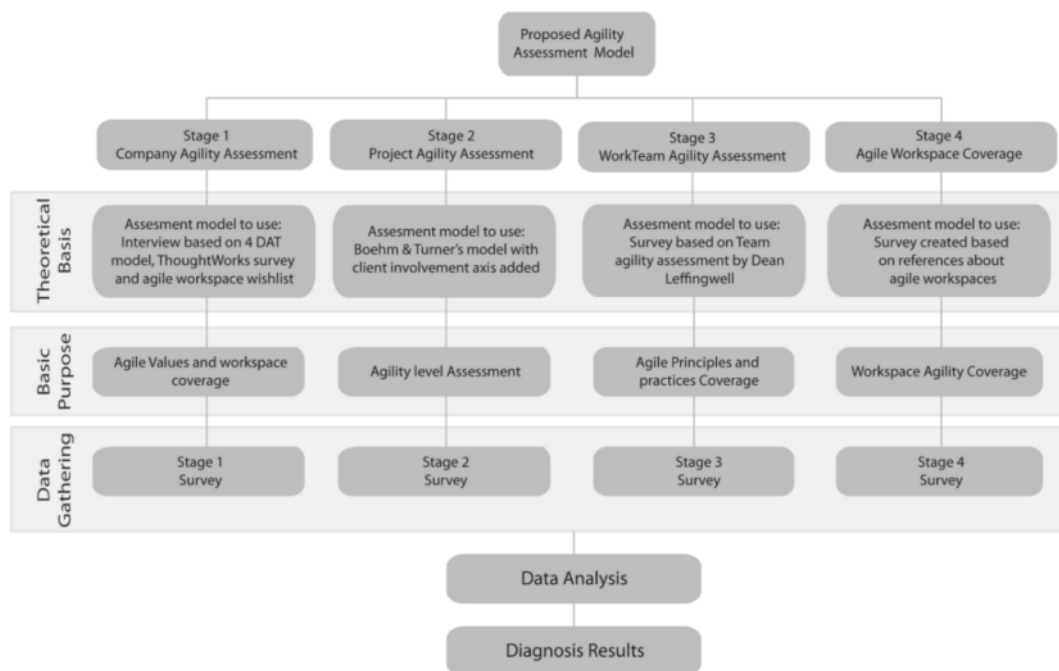 Proposed Agility
Assessment Model
Stage 1
Company Agility Assessment
Stage 2
Project Agility Assessment
Stage 3
WorkTeam Agility Assessment
Stage 4
Agile Workspace Coverage
Theoretical
Basis
Assesment model to use:
Interview based on 4 DAT
model, ThoughtWorks survey
and agile workspace wishlist
Assesment model to use:
Boehm & Turner's model with
client involvement axis added
Assesment model to use:
Survey based on Team
agility assessment by Dean
Leffingwell
Assesment model to use:
Survey created based
on references about
agile workspaces
Basic
Purpose
Agile Values and workspace
coverage
Agility level Assessment
Agile Principles and
practices Coverage
Workspace Agility Coverage
Data
Gathering
Stage 1
Survey
Stage 2
Survey
Stage 3
Survey
Stage 4
Survey
Data Analysis
Diagnosis Results